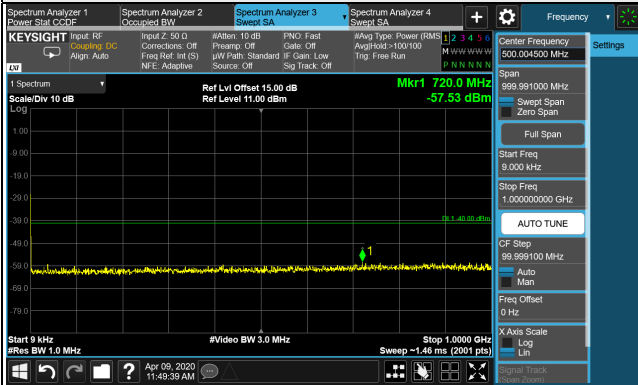 Spectrum Analyzer 1
Power Stat CCDF
Spectrum Analyzer 2
Occupied BW
Spectrum Analyzer 3
Swept SA
Spectrum Analyzer 4
Swept SA
Frequency
KEYSIGHT
Input: RF
Coupling: DC
Align: Auto
Input Z: 50 Ω
Corrections: Off
Freq Ref: Int (S)
NFE: Adaptive
#Atten: 10 dB
Preamp: Off
µW Path: Standard
Source: Off
PNO: Fast
Gate: Off
IF Gain: Low
Sig Track: Off
#Avg Type: Power (RMS)
Avg|Hold:>100/100
Trig: Free Run
1 2 3 4 5 6
M W W W W W
P N N N N N
LXI
1 Spectrum
Scale/Div 10 dB
Log
Ref Lvl Offset 15.00 dB
Ref Level 11.00 dBm
Mkr1 720.0 MHz
-57.53 dBm
1.00
-9.00
-19.0
-29.0
-39.0
-49.0
-59.0
-69.0
-79.0
DL1 -40.00 dBm
1
Start 9 kHz
#Res BW 1.0 MHz
#Video BW 3.0 MHz
Stop 1.0000 GHz
Sweep ~1.46 ms (2001 pts)
Apr 09, 2020
11:49:39 AM
Center Frequency
500.004500 MHz
Settings
Span
999.991000 MHz
Swept Span
Zero Span
Full Span
Start Freq
9.000 kHz
Stop Freq
1.000000000 GHz
AUTO TUNE
CF Step
99.999100 MHz
Auto
Man
Freq Offset
0 Hz
X Axis Scale
Log
Lin
Signal Track
(Span Zoom)